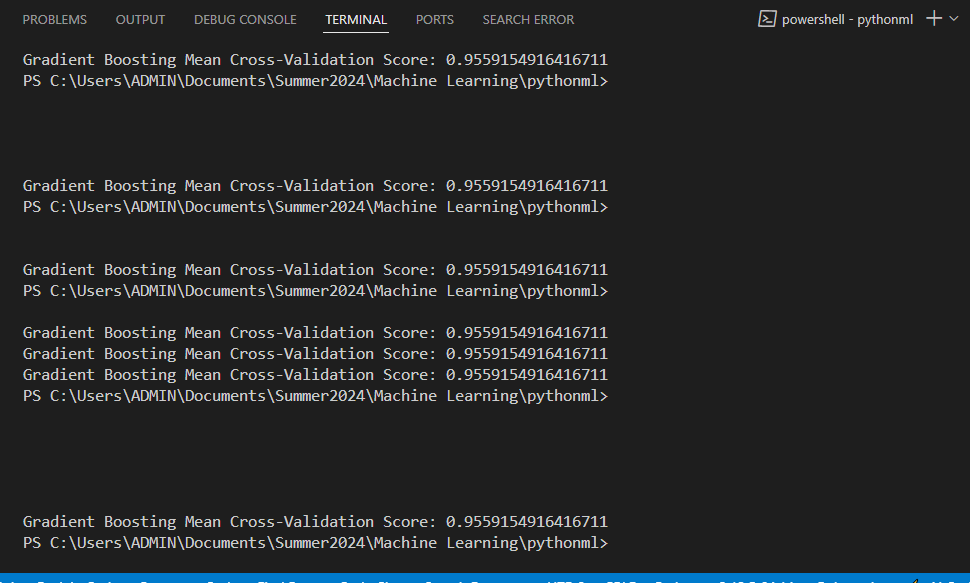 PROBLEMS OUTPUT DEBUG CONSOLE TERMINAL PORTS SEARCH ERROR powershell - pythonml
Gradient Boosting Mean Cross-Validation Score: 0.9559154916416711
PS C:\Users\ADMIN\Documents\Summer2024\Machine Learning\pythonml>
Gradient Boosting Mean Cross-Validation Score: 0.9559154916416711
PS C:\Users\ADMIN\Documents\Summer2024\Machine Learning\pythonml>
Gradient Boosting Mean Cross-Validation Score: 0.9559154916416711
PS C:\Users\ADMIN\Documents\Summer2024\Machine Learning\pythonml>
Gradient Boosting Mean Cross-Validation Score: 0.9559154916416711
Gradient Boosting Mean Cross-Validation Score: 0.9559154916416711
Gradient Boosting Mean Cross-Validation Score: 0.9559154916416711
PS C:\Users\ADMIN\Documents\Summer2024\Machine Learning\pythonml>
Gradient Boosting Mean Cross-Validation Score: 0.9559154916416711
PS C:\Users\ADMIN\Documents\Summer2024\Machine Learning\pythonml>